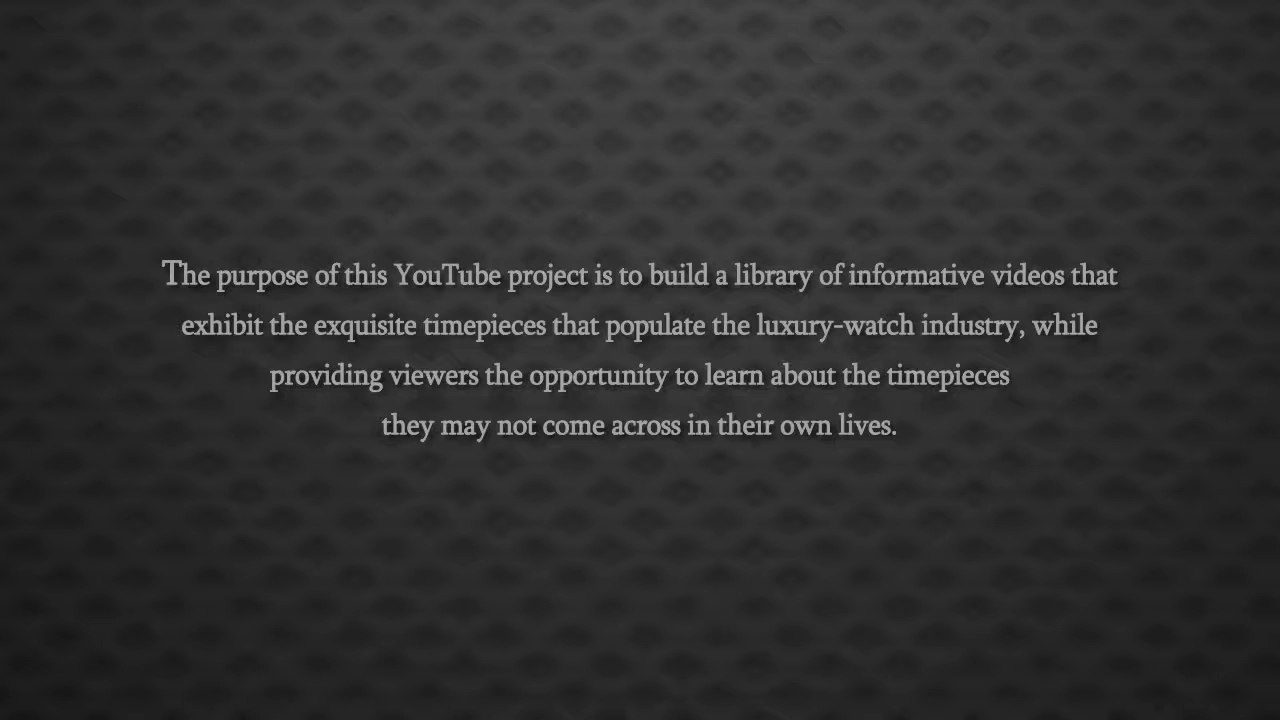 The purpose of this YouTube project is to build a library of informative videos that
exhibit the exquisite timepieces that populate the luxury-watch industry, while
providing viewers the opportunity to learn about the timepieces
they may not come across in their own lives.